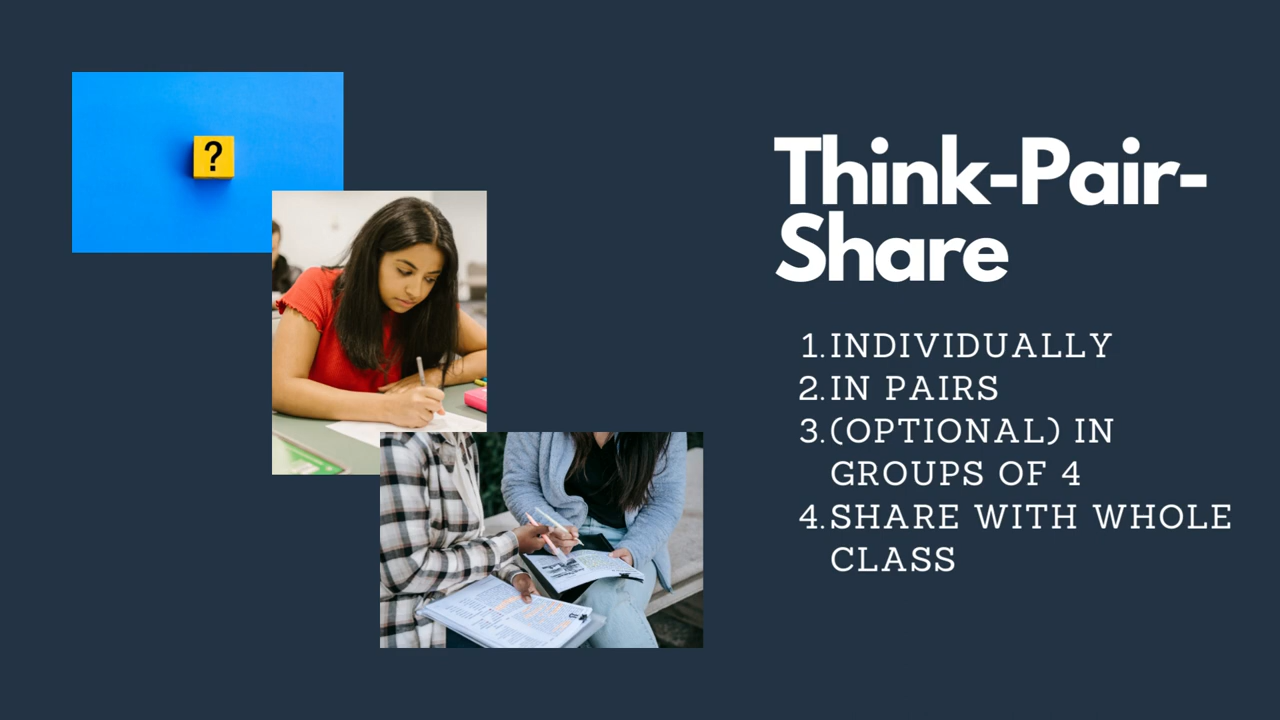 ?
Think-Pair-
Share
1. INDIVIDUALLY
2. IN PAIRS
3. (OPTIONAL) IN
GROUPS OF 4
4. SHARE WITH WHOLE
CLASS